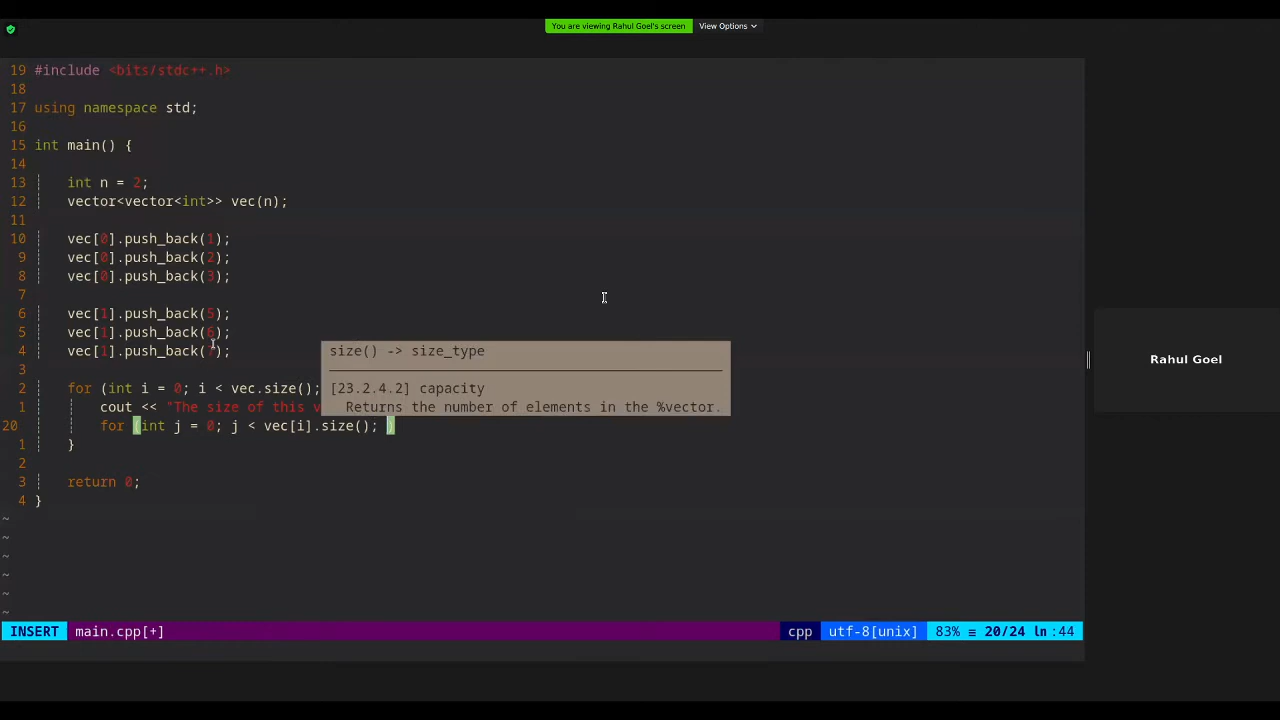 You are viewing Rahul Goel's screen View Options
19 #include <bits/stdc++.h>
18
17 using namespace std;
16
15 int main() {
14
13 int n = 2;
12 vector<vector<int>> vec(n);
11
10 vec[0].push_back(1);
9 vec[0].push_back(2);
8 vec[0].push_back(3);
7
6 vec[1].push_back(5);
5 vec[1].push_back(6);
4 vec[1].push_back(7);
size() -> size_type
3
2 for (int i = 0; i < vec.size();
[23.2.4.2] capacity
1 cout << "The size of this v
Returns the number of elements in the %vector.
20 for (int j = 0; j < vec[i].size(); )
1 }
2
3 return 0;
4 }
~
~
~
~
~
~
Rahul Goel
INSERT main.cpp[+] cpp utf-8[unix] 83% ≡ 20/24 ln :44